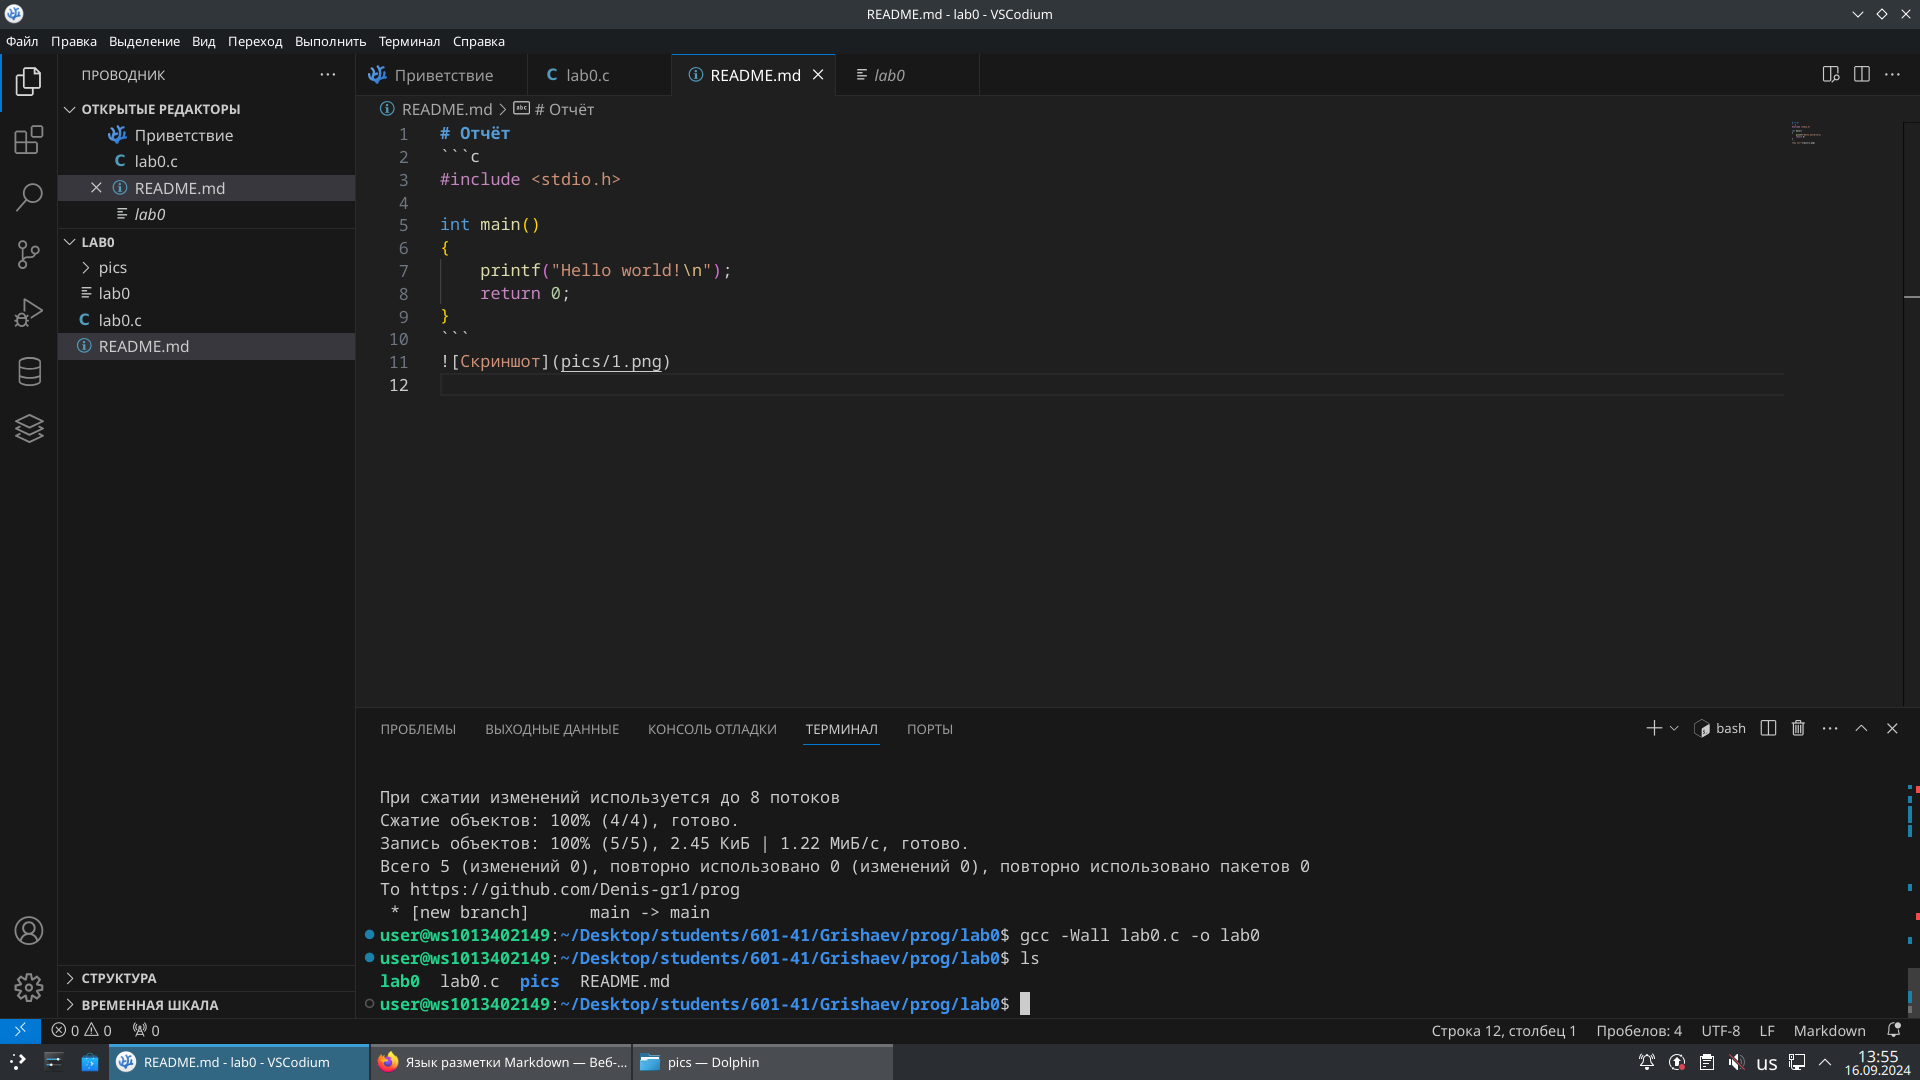 README.md - lab0 - VSCodium
Файл Правка Выделение Вид Переход Выполнить Терминал Справка
ПРОВОДНИК
ОТКРЫТЫЕ РЕДАКТОРЫ
Приветствие
lab0.c
README.md
lab0
LAB0
pics
lab0
lab0.c
README.md
СТРУКТУРА
ВРЕМЕННАЯ ШКАЛА
Приветствие lab0.c README.md lab0
README.md > # Отчёт
1 # Отчёт
2 ```c
3 #include <stdio.h>
4
5 int main()
6 {
7 printf("Hello world!\n");
8 return 0;
9 }
10 ```
11 ![Скриншот](pics/1.png)
12
ПРОБЛЕМЫ ВЫХОДНЫЕ ДАННЫЕ КОНСОЛЬ ОТЛАДКИ ТЕРМИНАЛ ПОРТЫ
bash
При сжатии изменений используется до 8 потоков
Сжатие объектов: 100% (4/4), готово.
Запись объектов: 100% (5/5), 2.45 КиБ | 1.22 МиБ/с, готово.
Всего 5 (изменений 0), повторно использовано 0 (изменений 0), повторно использовано пакетов 0
To https://github.com/Denis-gr1/prog
* [new branch] main -> main
user@ws1013402149:~/Desktop/students/601-41/Grishaev/prog/lab0$ gcc -Wall lab0.c -o lab0
user@ws1013402149:~/Desktop/students/601-41/Grishaev/prog/lab0$ ls
lab0 lab0.c pics README.md
user@ws1013402149:~/Desktop/students/601-41/Grishaev/prog/lab0$
0 0 0
Строка 12, столбец 1 Пробелов: 4 UTF-8 LF Markdown
README.md - lab0 - VSCodium
Язык разметки Markdown — Веб-...
pics — Dolphin
us
13:55
16.09.2024